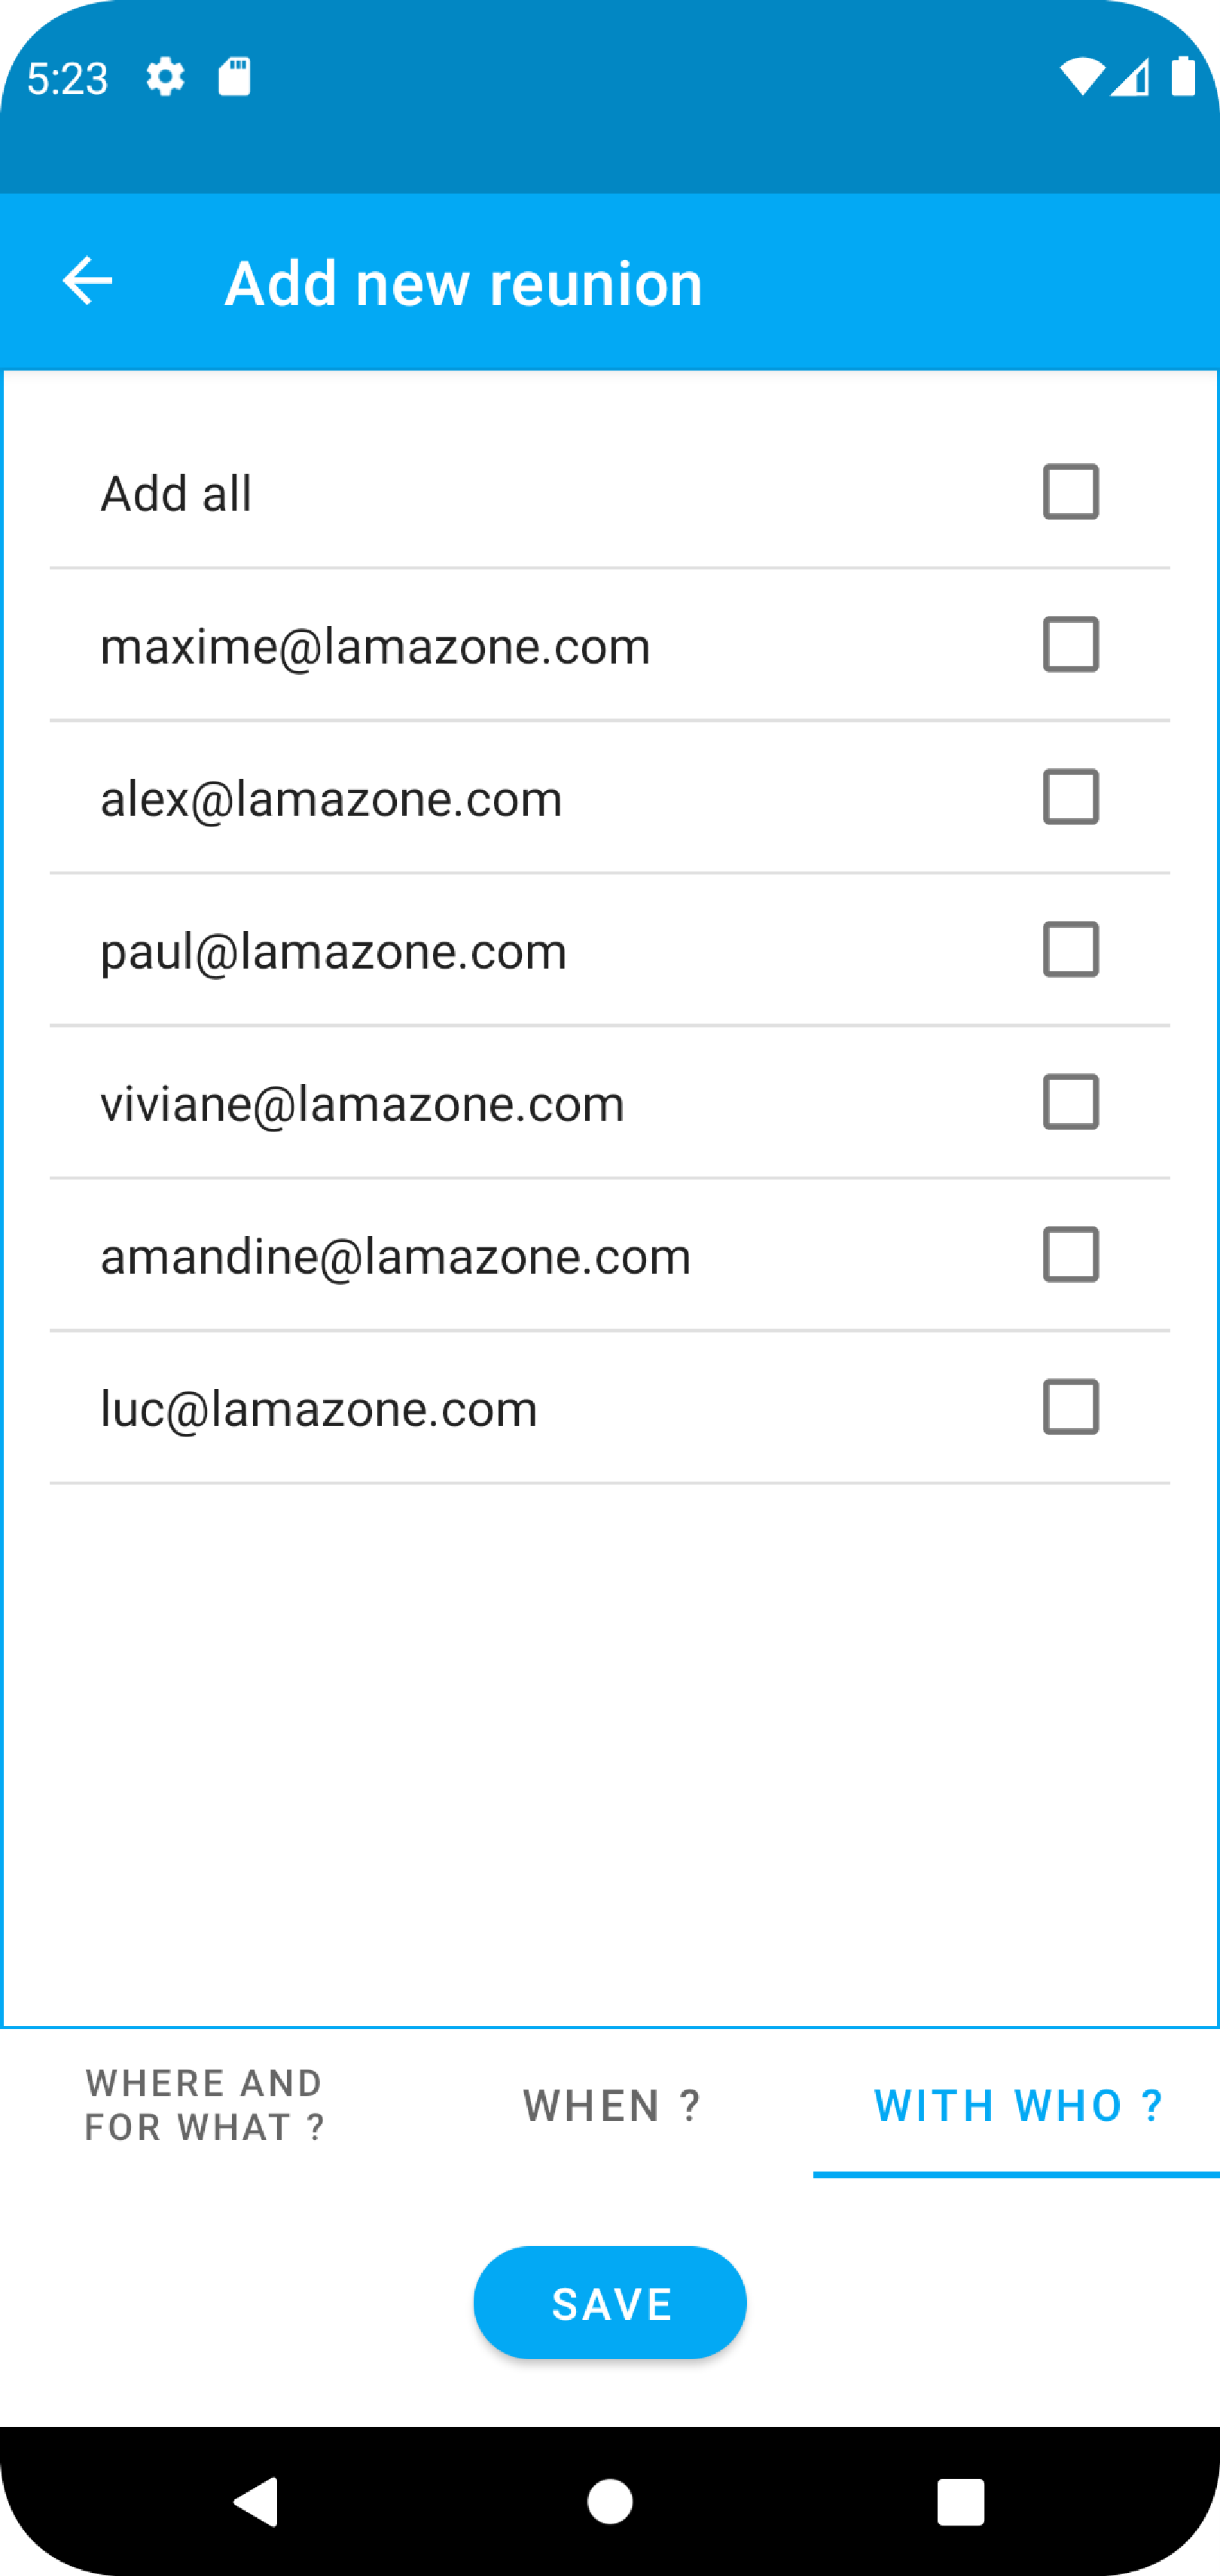 5:23
Add new reunion
Add all
maxime@lamazone.com
alex@lamazone.com
paul@lamazone.com
viviane@lamazone.com
amandine@lamazone.com
luc@lamazone.com
WHERE AND
FOR WHAT ?
WHEN ?
WITH WHO ?
SAVE